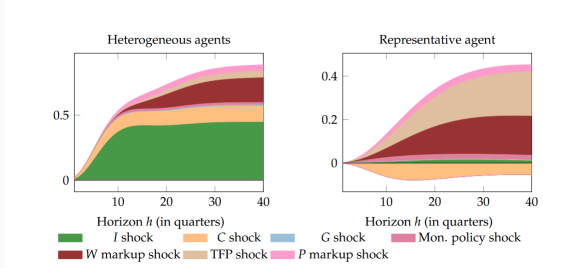 Heterogeneous agents
Representative agent
0.5
0
10 20 30 40
Horizon h (in quarters)
0.4
0.2
0
10 20 30 40
Horizon h (in quarters)
I shock C shock G shock Mon. policy shock
W markup shock TFP shock P markup shock